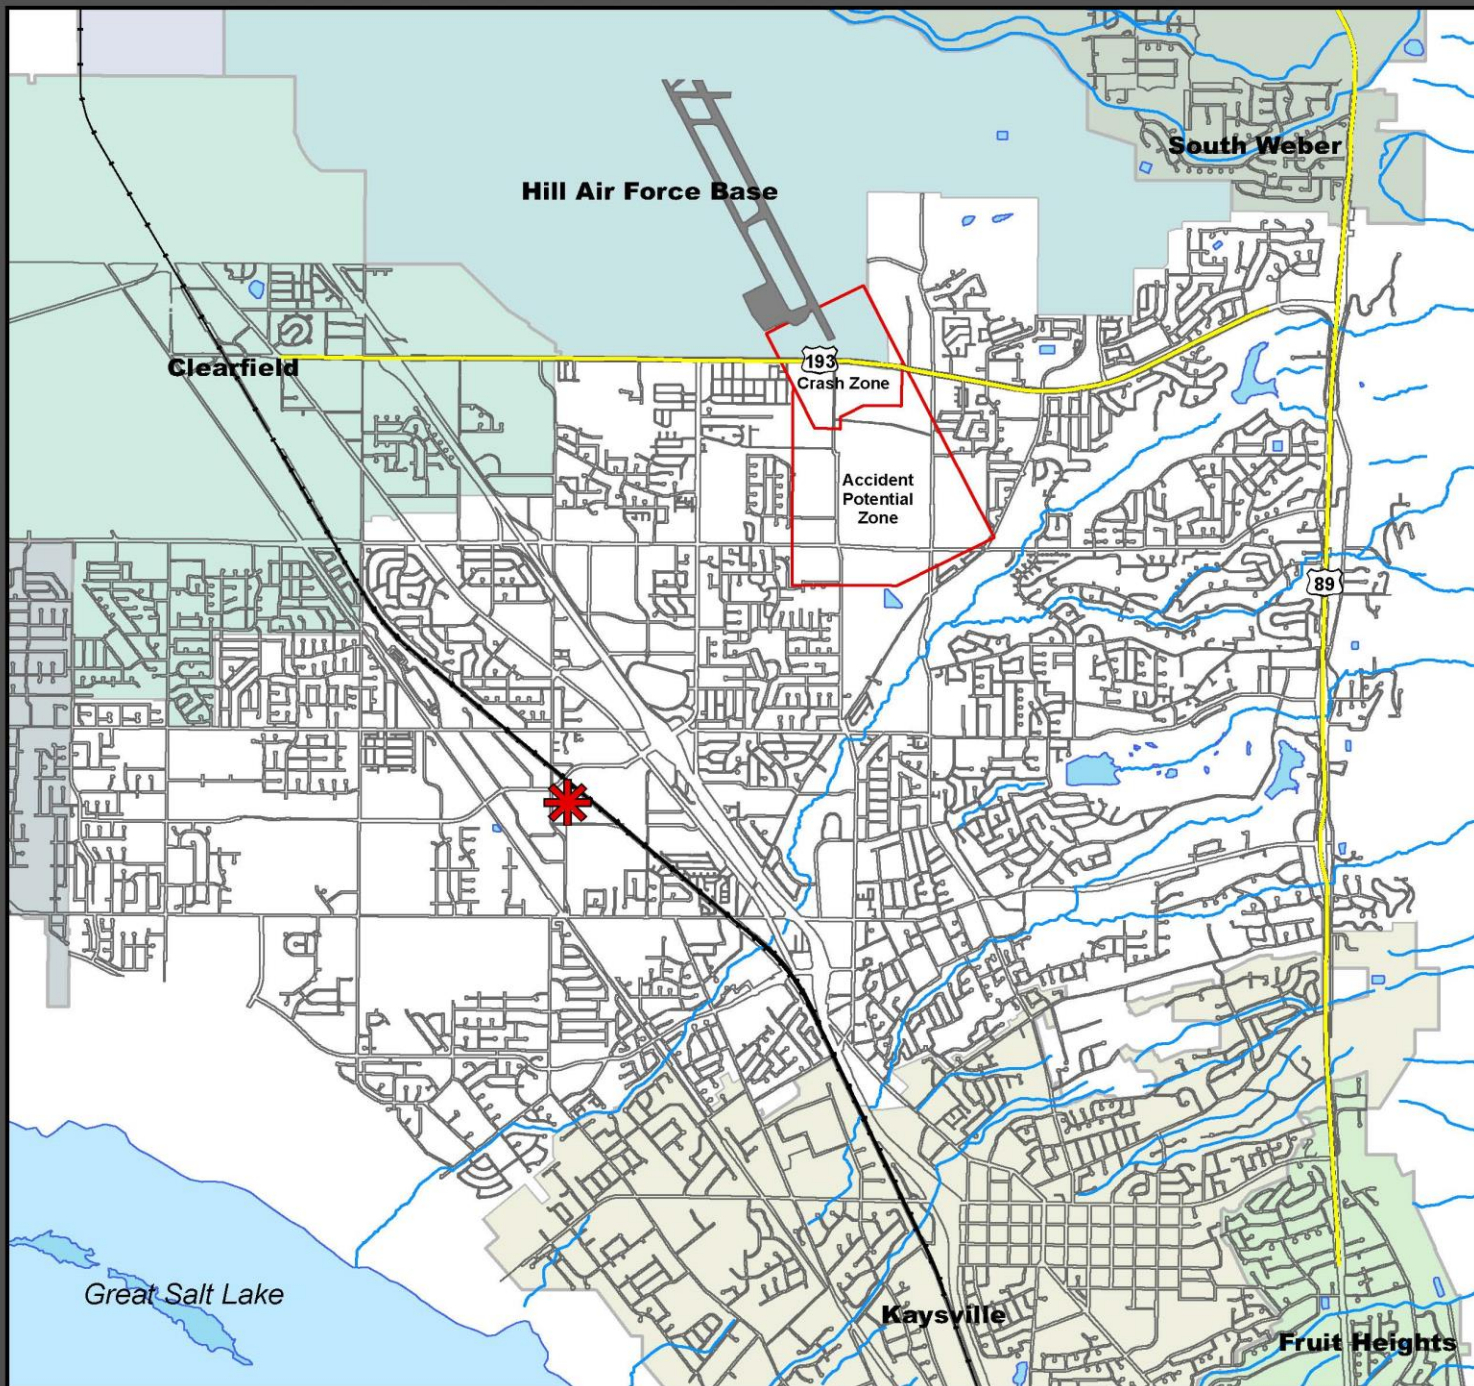 South Weber
Hill Air Force Base
193
Clearfield
Crash Zone
Accident
Potential
Zone
89
Great Salt Lake
Kaysville
Fruit Heights